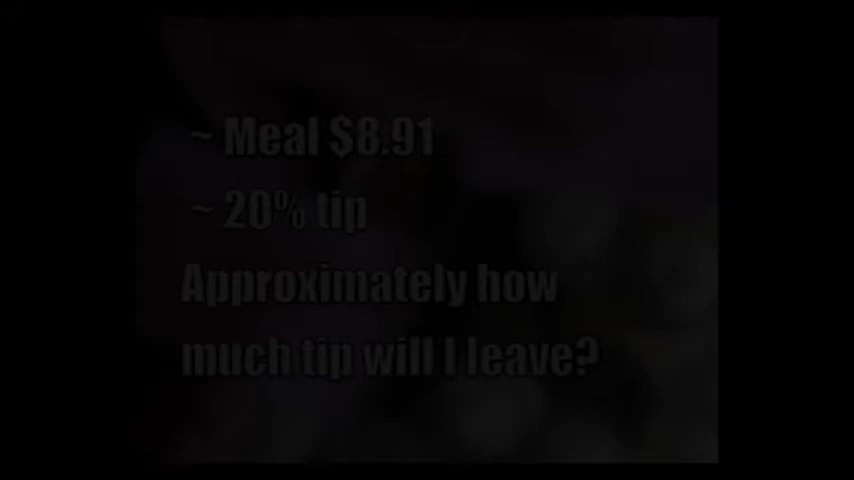 ~ Meal $8.91
~ 20% tip
Approximately how
much tip will I leave?